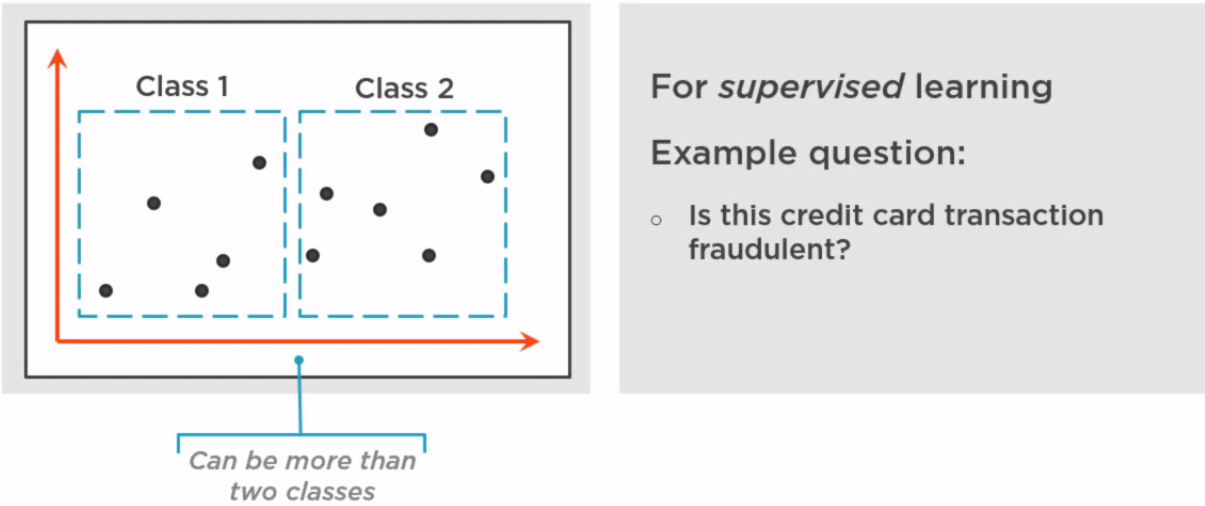 Class 1
Class 2
Can be more than
two classes
For supervised learning
Example question:
Is this credit card transaction
fraudulent?